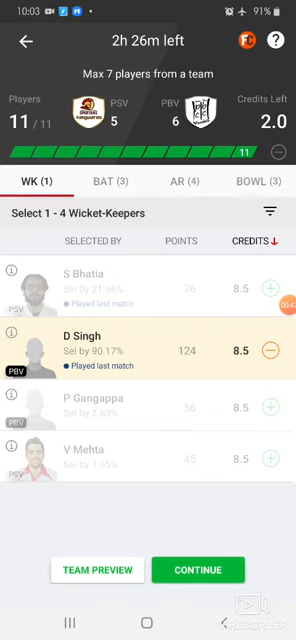 10:03 91%
2h 26m left
FC ?
Max 7 players from a team
Players PSV PBV Credits Left
11 / 11 5 6 2.0
SPARTANS
11
WK (1) BAT (3) AR (4) BOWL (3)
Select 1 - 4 Wicket-Keepers
SELECTED BY POINTS CREDITS
S Bhatia
Sel by 21.96% 76 8.5
Played last match
PSV
D Singh
Sel by 90.17% 124 8.5
Played last match
PBV
P Gangappa
Sel by 2.63% 56 8.5
PBV
V Mehta
Sel by 1.65% 45 8.5
PSV
TEAM PREVIEW CONTINUE